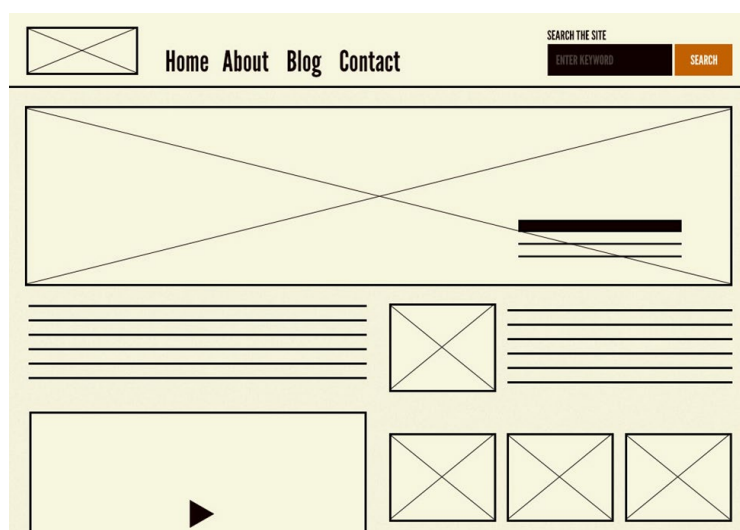 SEARCH THE SITE
Home About Blog Contact
ENTER KEYWORD SEARCH